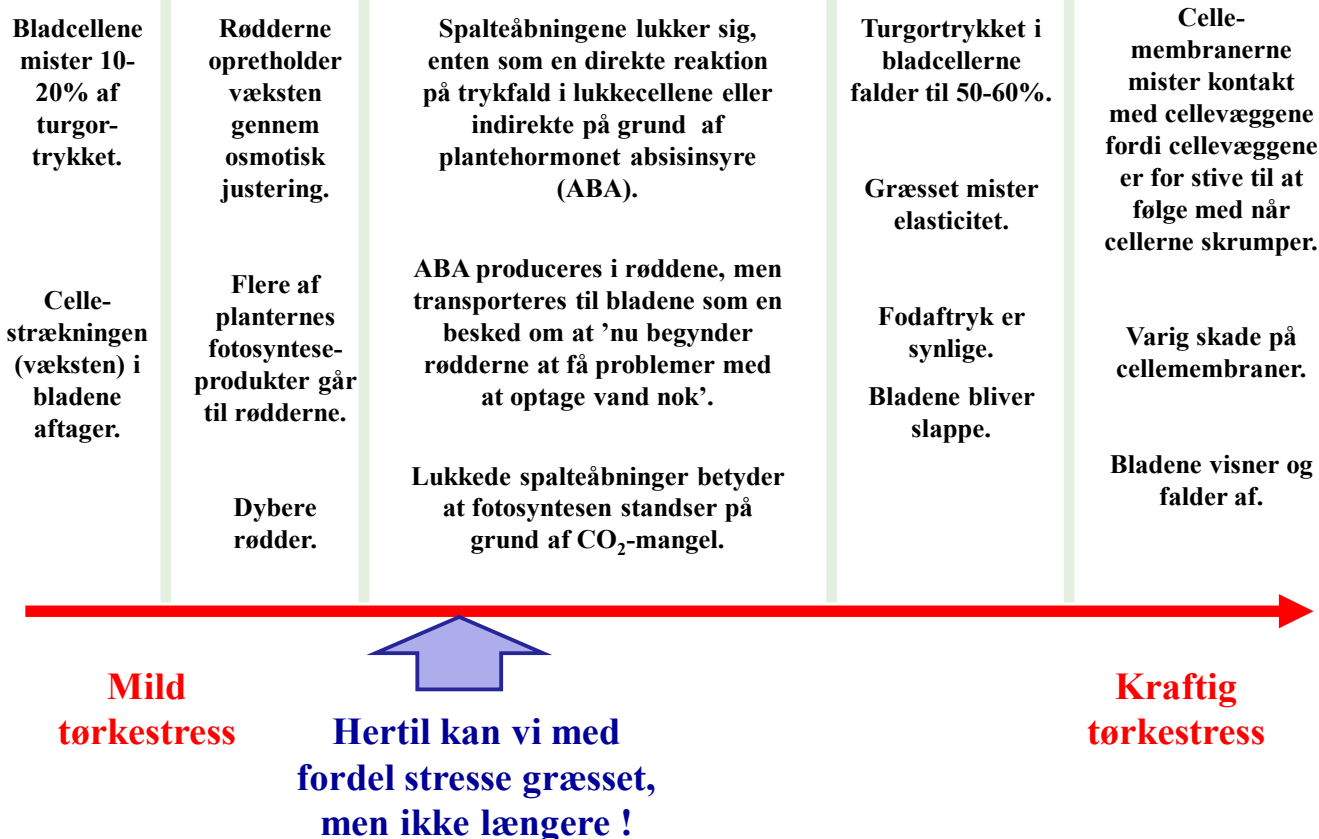 Bladcellene
mister 10-
20% af
turgor-
trykket.
Celle-
strækningen
(væksten) i
bladene
aftager.
Rødderne
opretholder
væksten
gennem
osmotisk
justering.
Flere af
planternes
fotosyntese-
produkter går
til rødderne.
Dybere
rødder.
Spalteåbningene lukker sig,
enten som en direkte reaktion
på trykfald i lukkecellene eller
indirekte på grund af
plantehormonet absisinsyre
(ABA).
ABA produceres i røddene, men
transporteres til bladene som en
besked om at ’nu begynder
rødderne at få problemer med
at optage vand nok’.
Lukkede spalteåbninger betyder
at fotosyntesen standser på
grund af CO₂-mangel.
Turgortrykket i
bladcellerne
falder til 50-60%.
Græsset mister
elasticitet.
Fodaftryk er
synlige.
Bladene bliver
slappe.
Celle-
membranerne
mister kontakt
med cellevæggene
fordi cellevæggene
er for stive til at
følge med når
cellerne skrumper.
Varig skade på
cellemembraner.
Bladene visner og
falder af.
Mild
tørkestress
Hertil kan vi med
fordel stresse græsset,
men ikke længere !
Kraftig
tørkestress